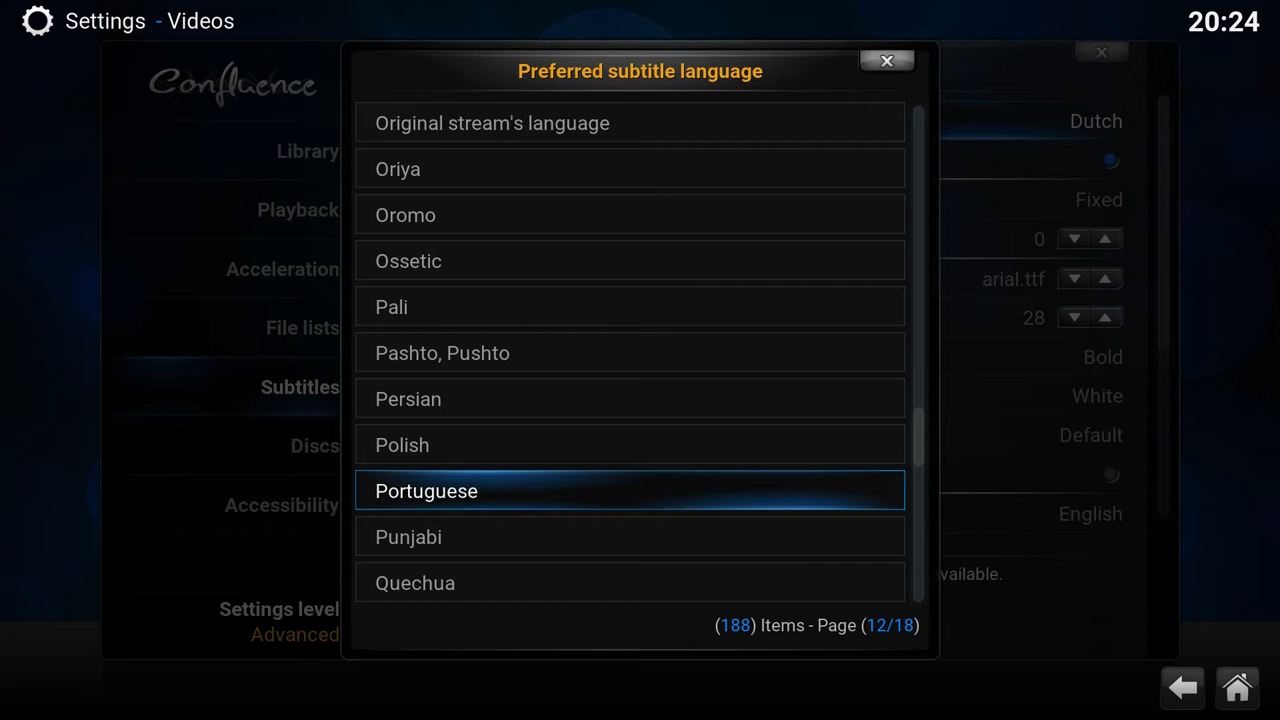 Settings - Videos
20:24
Confluence
Preferred subtitle language
Library
Playback
Acceleration
File lists
Subtitles
Discs
Accessibility
Settings level
Advanced
Original stream's language
Oriya
Oromo
Ossetic
Pali
Pashto, Pushto
Persian
Polish
Portuguese
Punjabi
Quechua
(188) Items - Page (12/18)
Dutch
Fixed
0
arial.ttf
28
Bold
White
Default
English